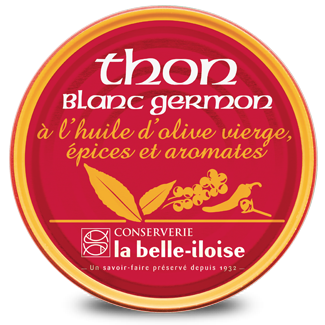 thon
Blanc germon
à l'huile d'olive vierge,
épices et aromates
CONSERVERIE
la belle-iloise
Un savoir-faire préservé depuis 1932